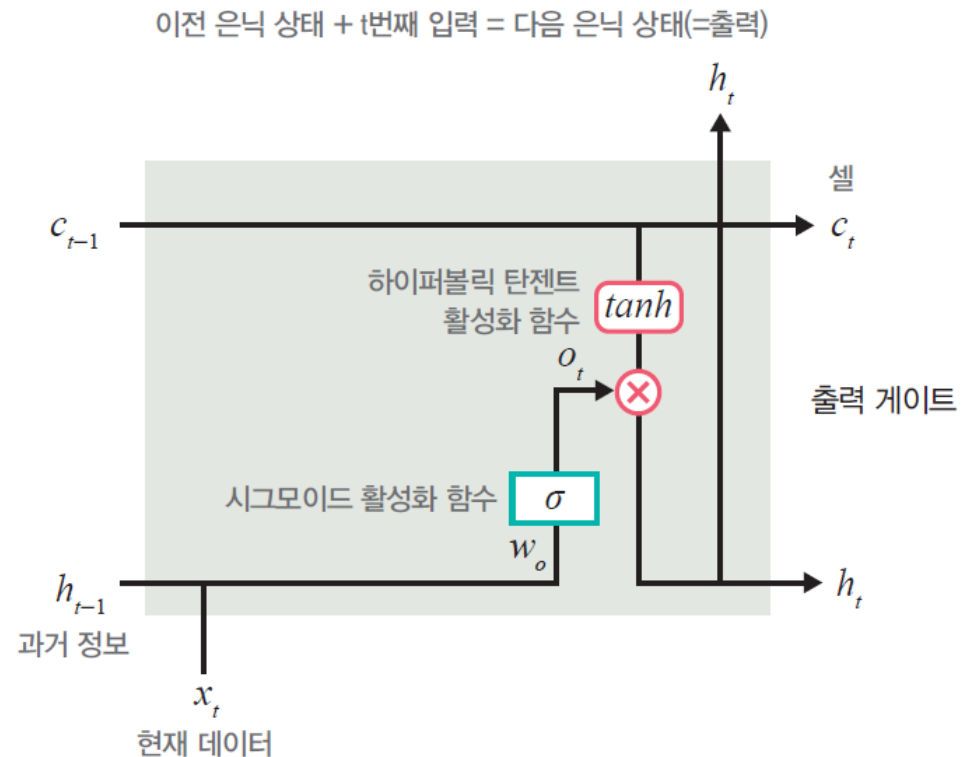 이전 은닉 상태 + t번째 입력 = 다음 은닉 상태(=출력)
h_t
셀
c_{t-1}
c_t
하이퍼볼릭 탄젠트
활성화 함수
tanh
o_t
출력 게이트
시그모이드 활성화 함수
σ
w_o
h_{t-1}
h_t
과거 정보
x_t
현재 데이터